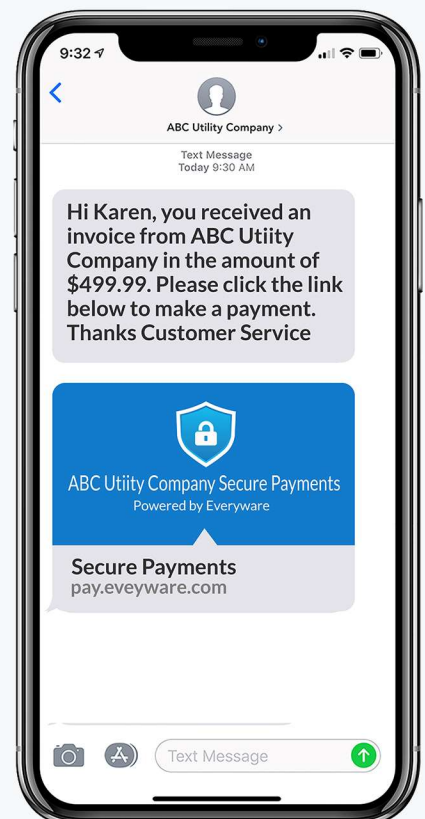 9:32
ABC Utility Company >
Text Message
Today 9:30 AM
Hi Karen, you received an
invoice from ABC Utiity
Company in the amount of
$499.99. Please click the link
below to make a payment.
Thanks Customer Service
ABC Utiity Company Secure Payments
Powered by Everyware
Secure Payments
pay.eveyware.com
Text Message